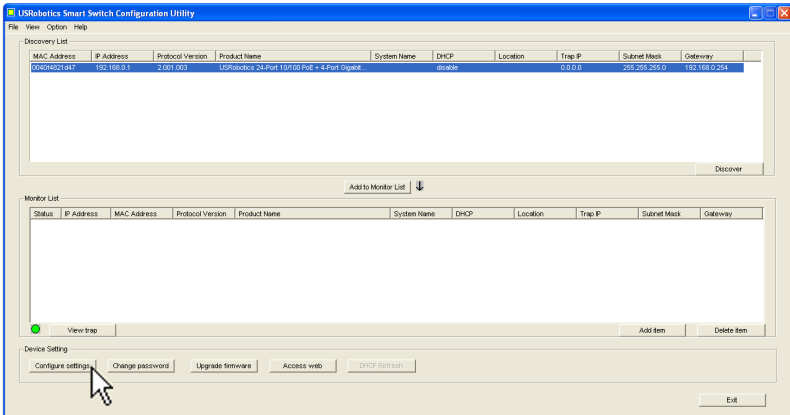 USRobotics Smart Switch Configuration Utility
File View Option Help
Discovery List
MAC Address IP Address Protocol Version Product Name System Name DHCP Location Trap IP Subnet Mask Gateway
004014821d47 192.168.0.1 2.001.003 USRobotics 24-Port 10/100 PoE + 4-Port Gigabit... disable 0.0.0.0 255.255.255.0 192.168.0.254
Discover
Add to Monitor List
Monitor List
Status IP Address MAC Address Protocol Version Product Name System Name DHCP Location Trap IP Subnet Mask Gateway
View trap Add item Delete item
Device Setting
Configure settings Change password Upgrade firmware Access web DHCP Refresh
Exit